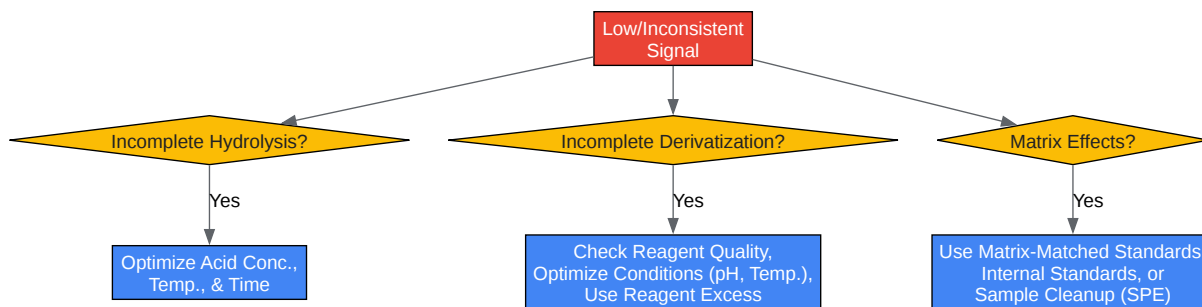 Low/Inconsistent
Signal
Incomplete Hydrolysis?
Incomplete Derivatization?
Matrix Effects?
Yes
Yes
Yes
Optimize Acid Conc.,
Temp., & Time
Check Reagent Quality,
Optimize Conditions (pH, Temp.),
Use Reagent Excess
Use Matrix-Matched Standards
Internal Standards, or
Sample Cleanup (SPE)